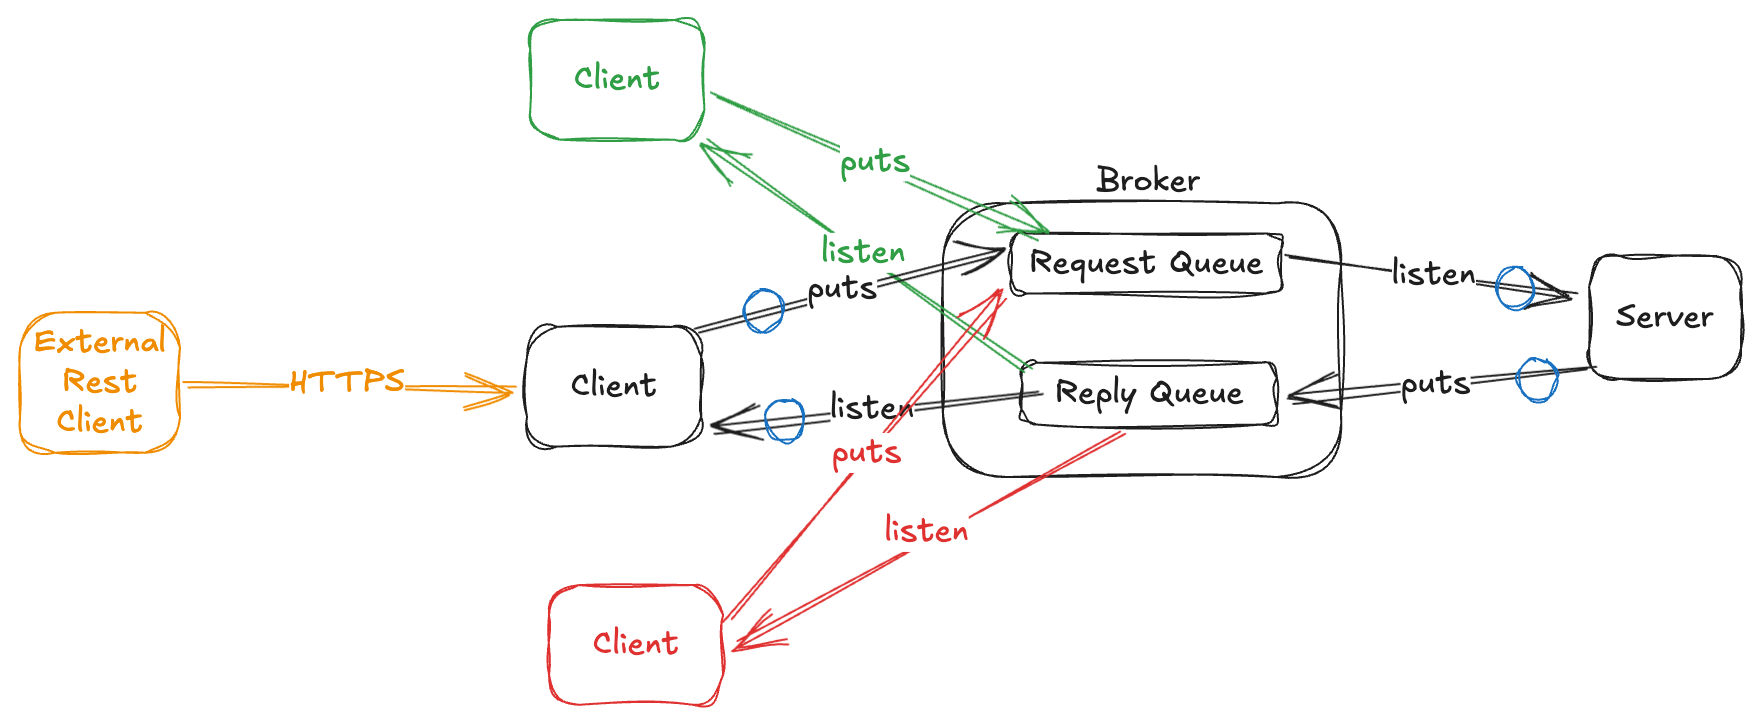 Client
puts
Broker
listen
Request Queue
listen
puts
Server
External
Rest
Client
HTTPS
Client
listen
Reply Queue
puts
puts
listen
Client